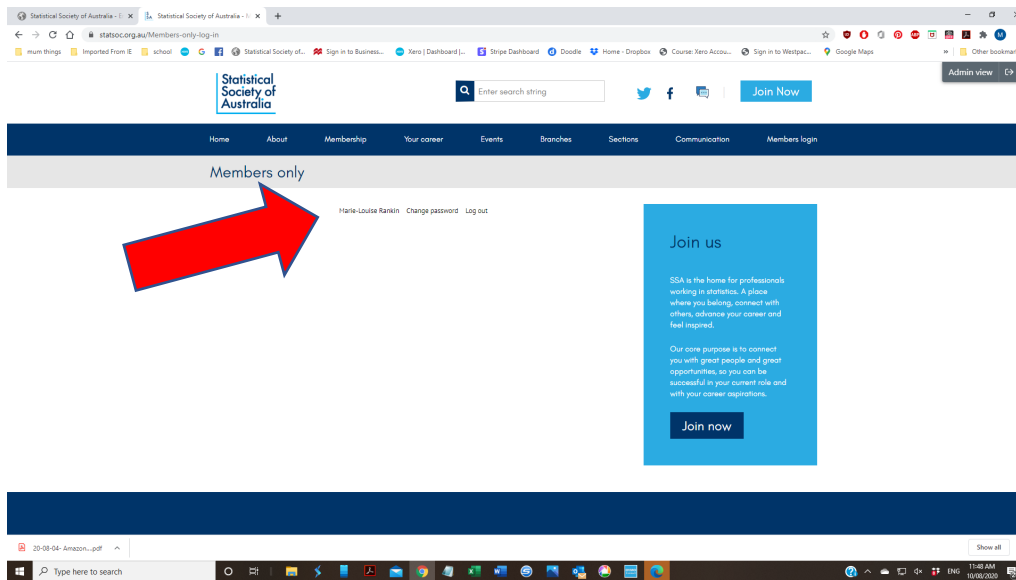 Statistical Society of Australia - E
Statistical Society of Australia - M
statsoc.org.au/Members-only-log-in
mum things Imported From IE school Statistical Society of... Sign in to Business... Xero | Dashboard |... Stripe Dashboard Doodle Home - Dropbox Course: Xero Accou... Sign in to Westpac... Google Maps » Other bookmar
Admin view
Statistical
Society of
Australia
Enter search string
Join Now
Home About Membership Your career Events Branches Sections Communication Members login
Members only
Marie-Louise Rankin Change password Log out
Join us
SSA is the home for professionals
working in statistics. A place
where you belong, connect with
others, advance your career and
feel inspired.
Our core purpose is to connect
you with great people and great
opportunities, so you can be
successful in your current role and
with your career aspirations.
Join now
20-08-04- Amazon....pdf
Show all
Type here to search
ENG
11:48 AM
10/08/2020